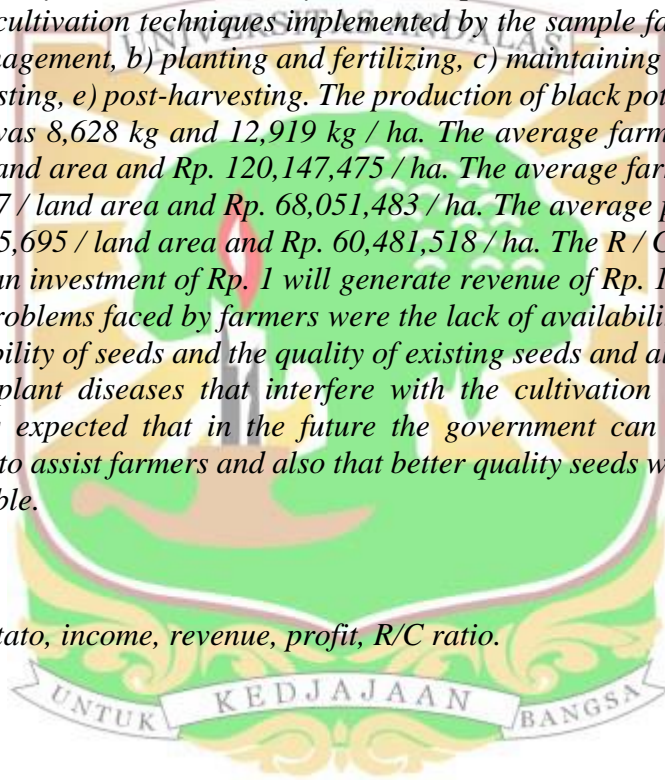 cultivation techniques implemented by the sample fa
UNIVERSITAS ANDALAS
nagement, b) planting and fertilizing, c) maintaining
sting, e) post-harvesting. The production of black pot
was 8,628 kg and 12,919 kg / ha. The average farm
and area and Rp. 120,147,475 / ha. The average far
7 / land area and Rp. 68,051,483 / ha. The average p
5,695 / land area and Rp. 60,481,518 / ha. The R / C
an investment of Rp. 1 will generate revenue of Rp. 1
roblems faced by farmers were the lack of availabili
bility of seeds and the quality of existing seeds and al
plant diseases that interfere with the cultivation
expected that in the future the government can
to assist farmers and also that better quality seeds w
ble.
tato, income, revenue, profit, R/C ratio.
UNTUK KEDJAJAAN BANGSA